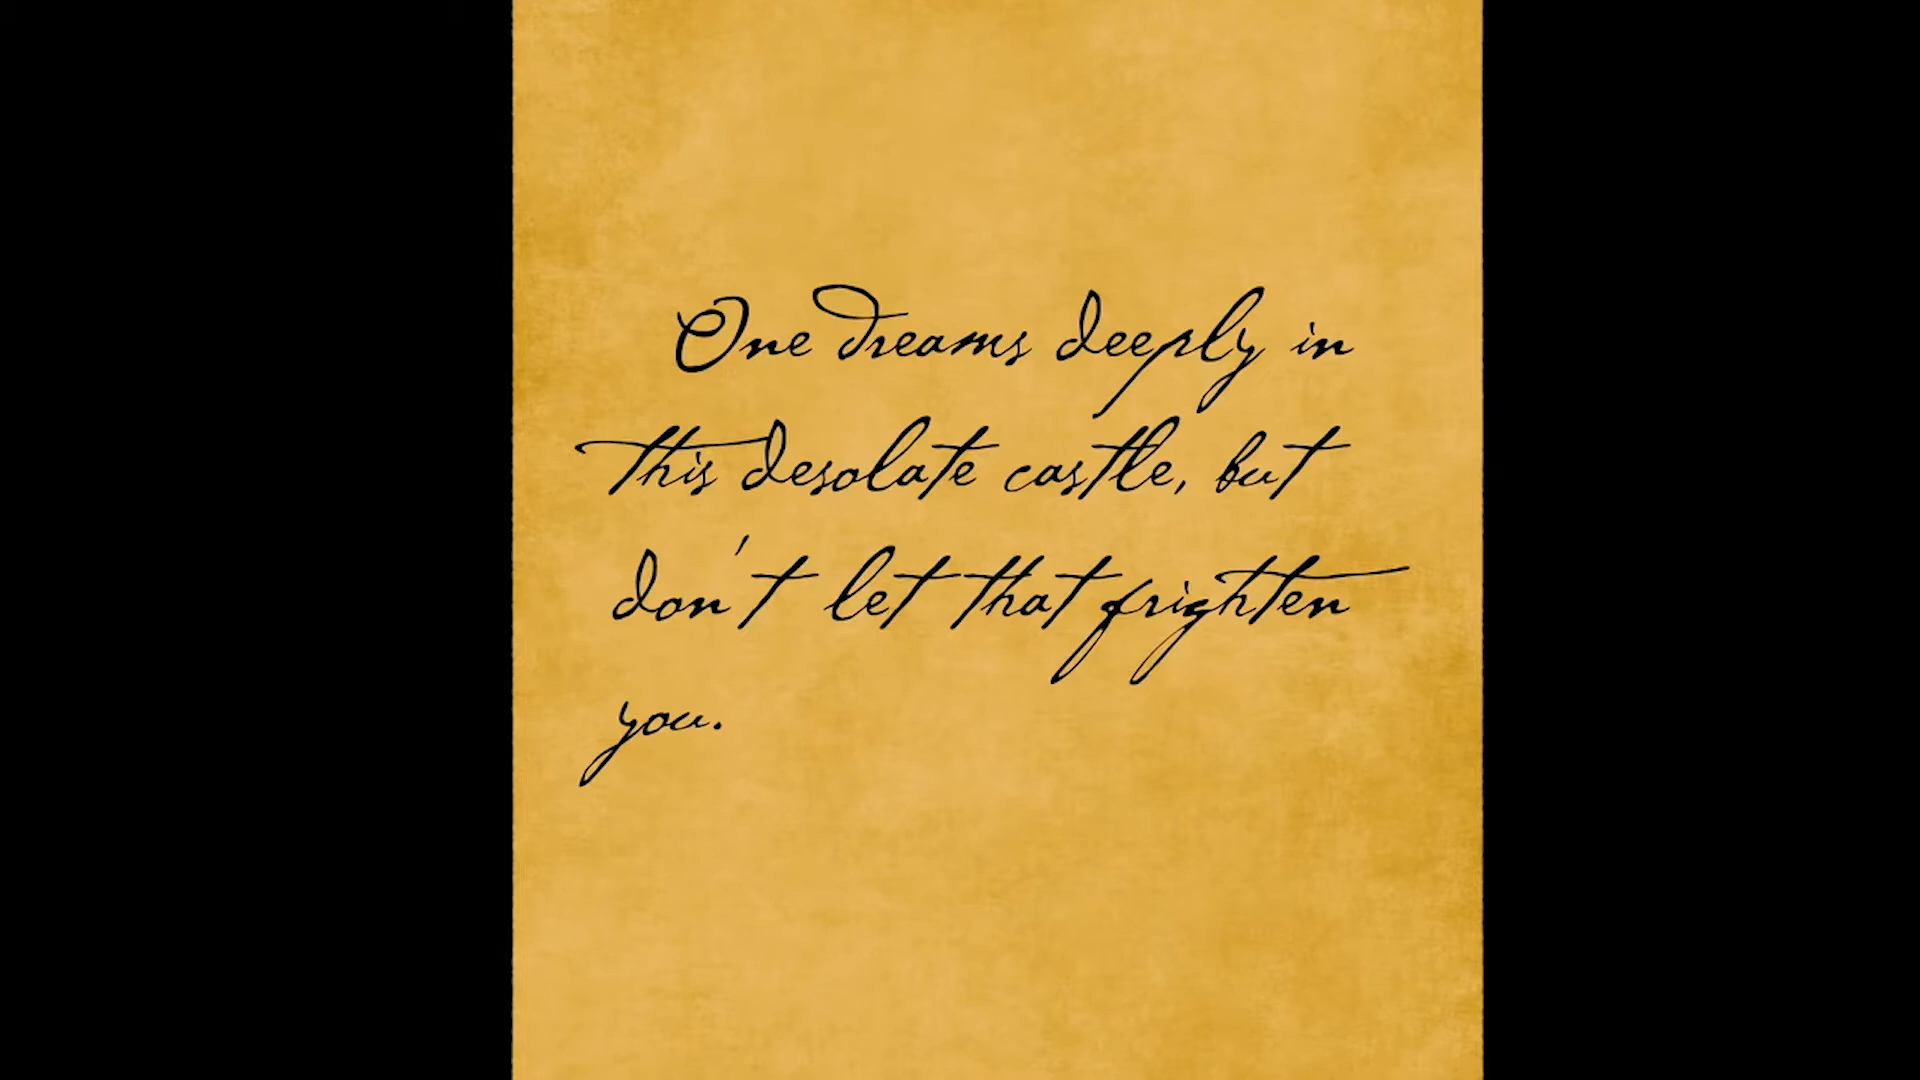 One dreams deeply in
this desolate castle, but
don't let that frighten
you.